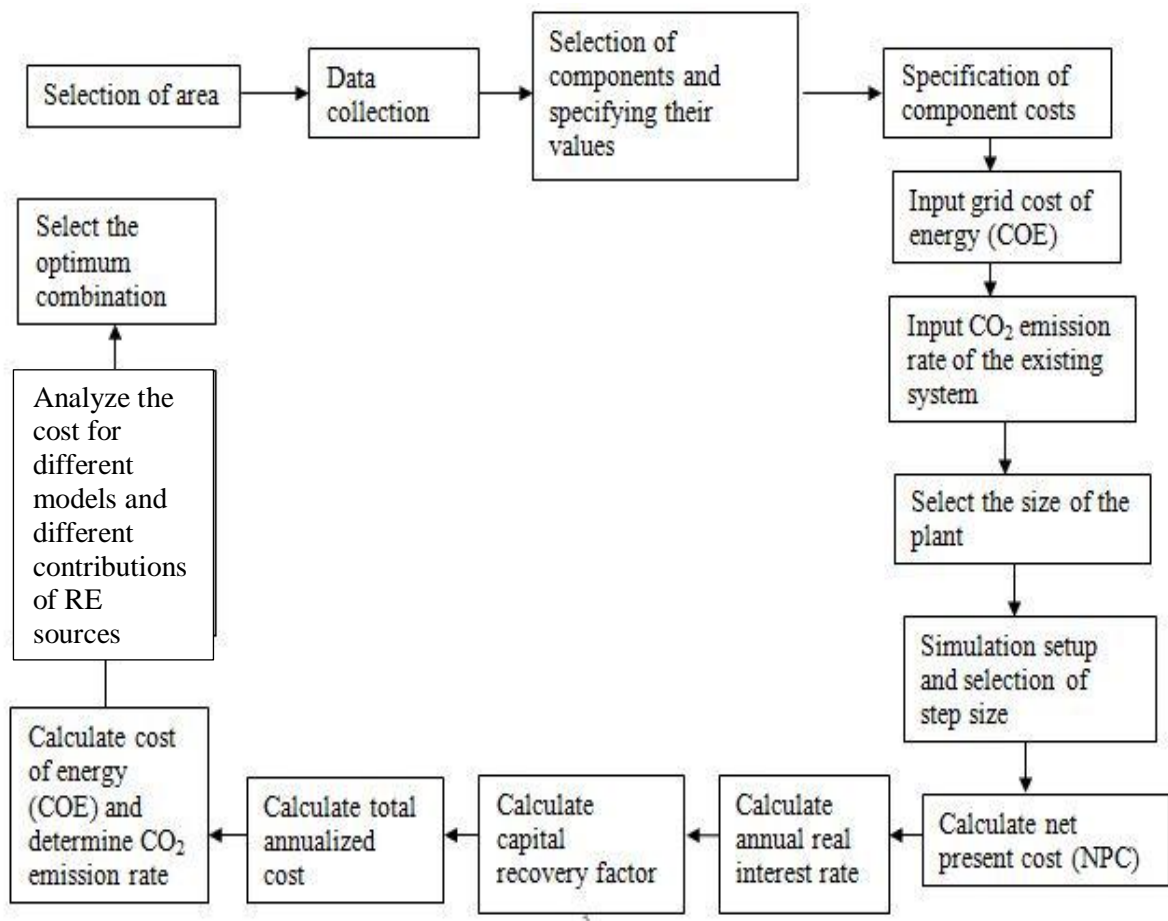 Selection of area
Data
collection
Selection of
components and
specifying their
values
Specification of
component costs
Input grid cost of
energy (COE)
Input CO₂ emission
rate of the existing
system
Select the size of the
plant
Simulation setup
and selection of
step size
Calculate net
present cost (NPC)
Calculate
annual real
interest rate
Calculate
capital
recovery factor
Calculate total
annualized
cost
Calculate cost
of energy
(COE) and
determine CO₂
emission rate
Analyze the
cost for
different
models and
different
contributions
of RE
sources
Select the
optimum
combination